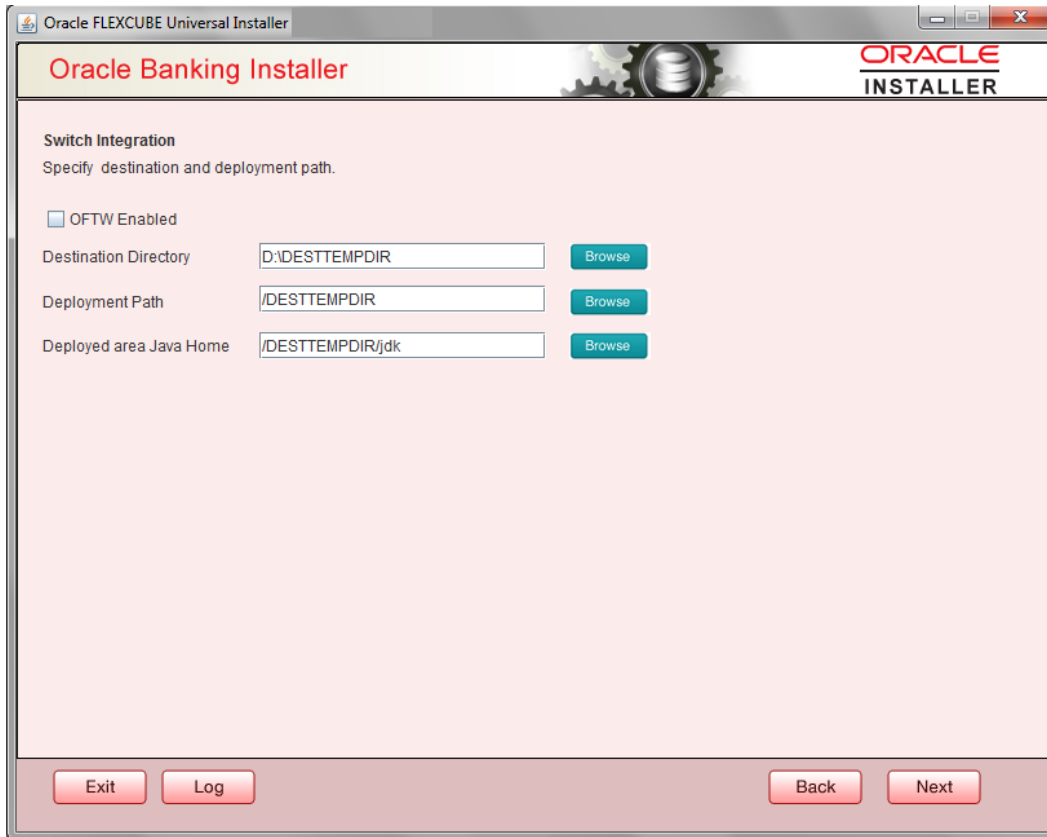 Oracle FLEXCUBE Universal Installer
Oracle Banking Installer
ORACLE
INSTALLER
Switch Integration
Specify destination and deployment path.
OFTW Enabled
Destination Directory D:\DESTTEMPDIR Browse
Deployment Path /DESTTEMPDIR Browse
Deployed area Java Home /DESTTEMPDIR/jdk Browse
Exit Log Back Next